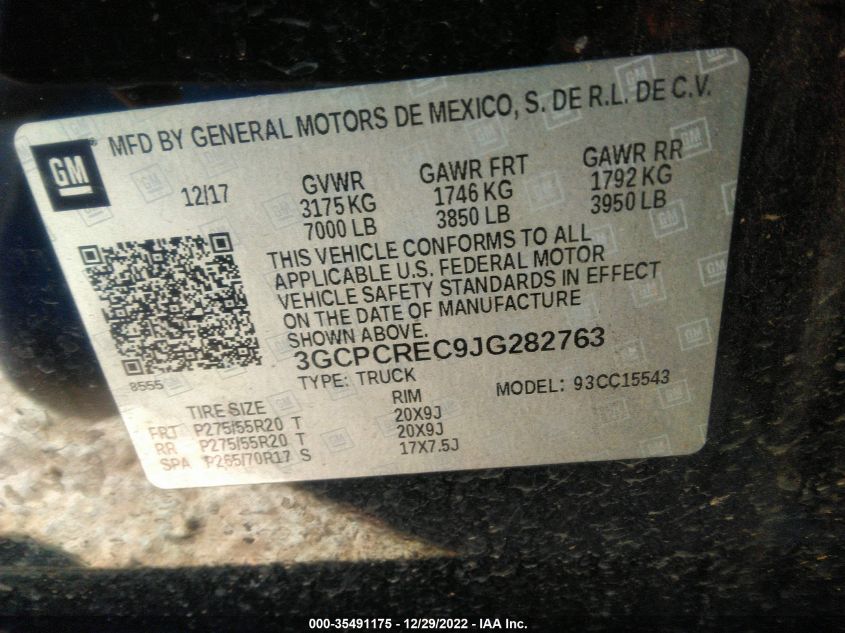 MFD BY GENERAL MOTORS DE MEXICO, S. DE R.L. DE C.V.
GM
12/17
GVWR GAWR FRT GAWR RR
3175 KG 1746 KG 1792 KG
7000 LB 3850 LB 3950 LB
THIS VEHICLE CONFORMS TO ALL
APPLICABLE U.S. FEDERAL MOTOR
VEHICLE SAFETY STANDARDS IN EFFECT
ON THE DATE OF MANUFACTURE
SHOWN ABOVE.
8555
3GCPCREC9JG282763
TYPE: TRUCK MODEL: 93CC15543
TIRE SIZE RIM
FRT P275/55R20 T 20X9J
RR P275/55R20 T 20X9J
SPA P265/70R17 S 17X7.5J
000-35491175 - 12/29/2022 - IAA Inc.